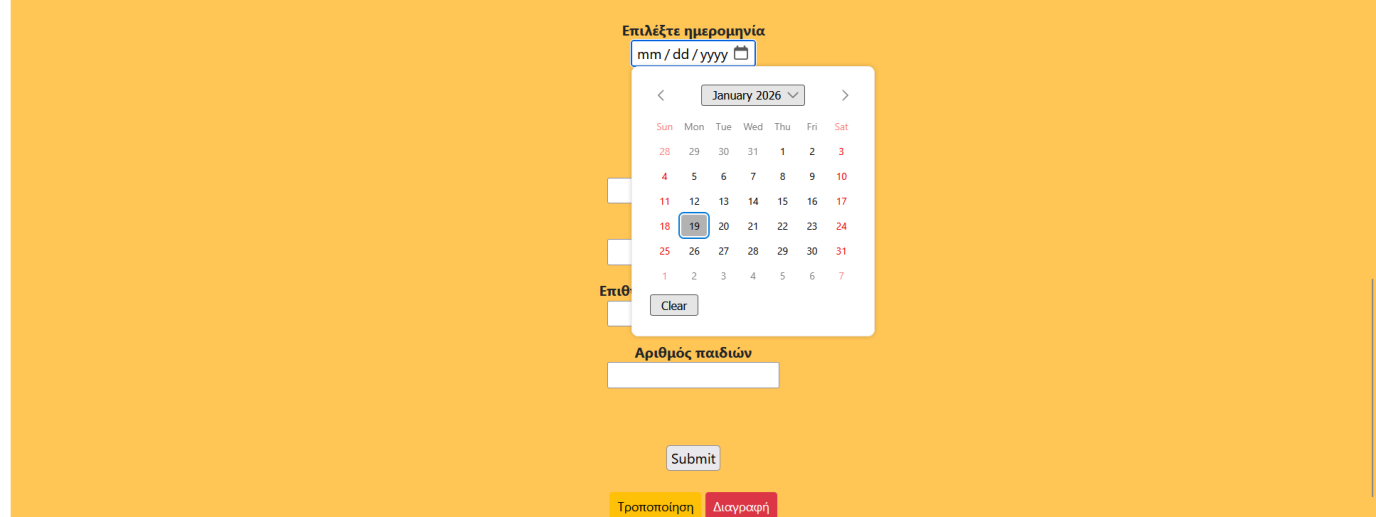 Επιλέξτε ημερομηνία
mm / dd / yyyy
January 2026
Sun Mon Tue Wed Thu Fri Sat
28 29 30 31 1 2 3
4 5 6 7 8 9 10
11 12 13 14 15 16 17
18 19 20 21 22 23 24
25 26 27 28 29 30 31
1 2 3 4 5 6 7
Επιθ
Clear
Αριθμός παιδιών
Submit
Τροποποίηση Διαγραφή